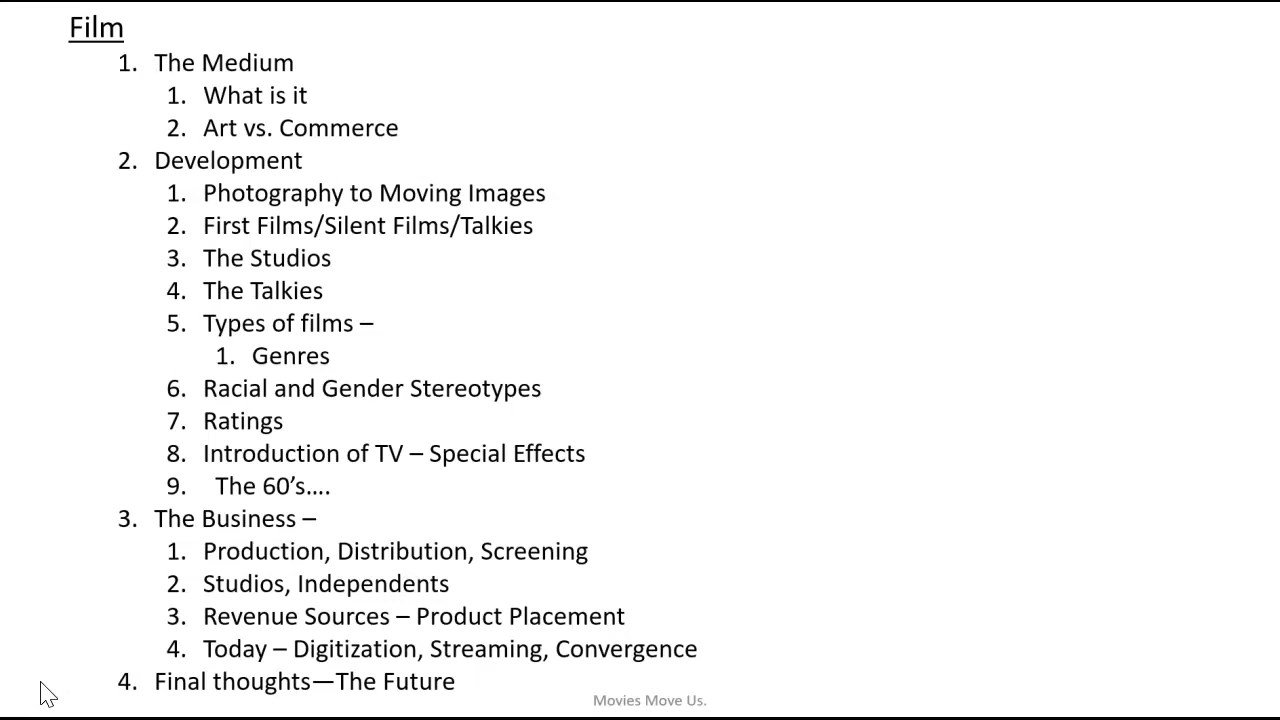 Film
1. The Medium
1. What is it
2. Art vs. Commerce
2. Development
1. Photography to Moving Images
2. First Films/Silent Films/Talkies
3. The Studios
4. The Talkies
5. Types of films –
1. Genres
6. Racial and Gender Stereotypes
7. Ratings
8. Introduction of TV – Special Effects
9. The 60’s….
3. The Business –
1. Production, Distribution, Screening
2. Studios, Independents
3. Revenue Sources – Product Placement
4. Today – Digitization, Streaming, Convergence
4. Final thoughts—The Future
Movies Move Us.